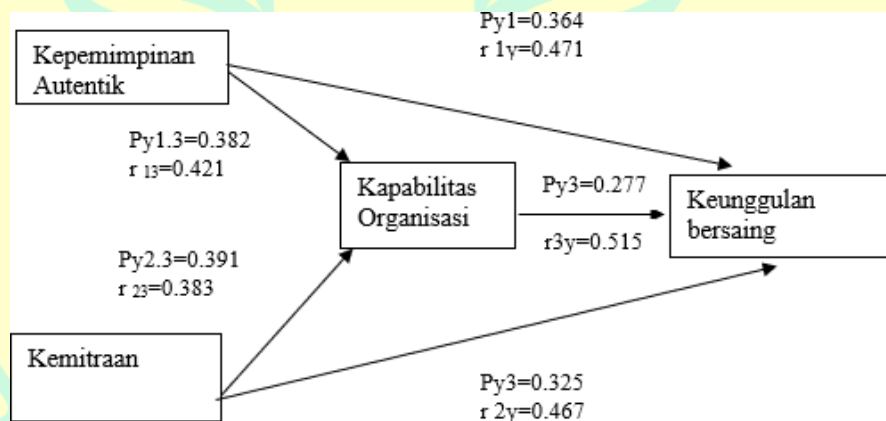 Py1=0.364
r 1y=0.471
Kepemimpinan
Autentik
Py1.3=0.382
r 13=0.421
Kapabilitas
Organisasi
Py3=0.277
r3y=0.515
Keunggulan
bersaing
Py2.3=0.391
r 23=0.383
Kemitraan
Py3=0.325
r 2y=0.467